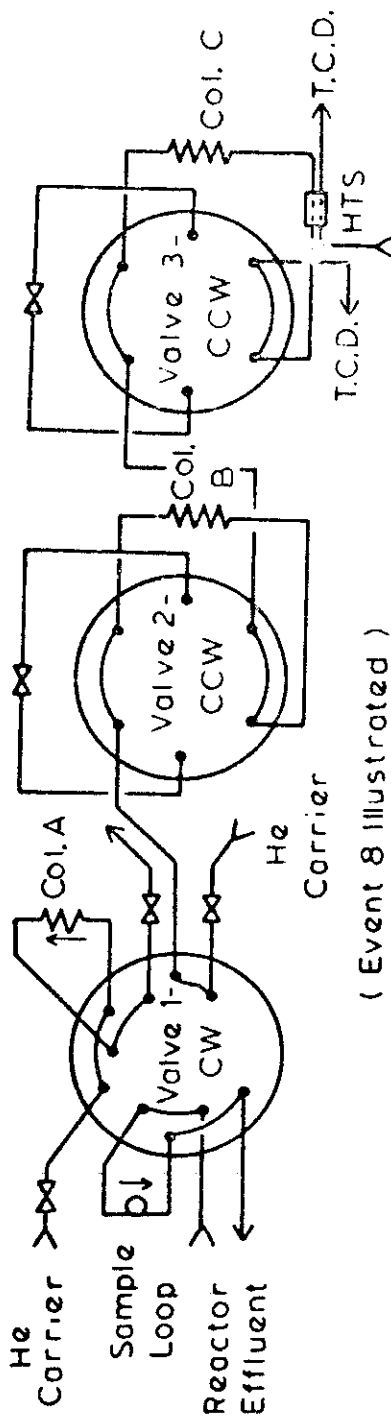 He
Carrier
Sample
Loop
Reactor
Effluent
Col. A
Valve 1-
CW
He
Carrier
Valve 2-
CCW
Col.
B
Valve 3-
CCW
Col. C
HTS
T.C.D.
T.C.D.
( Event 8 Illustrated )